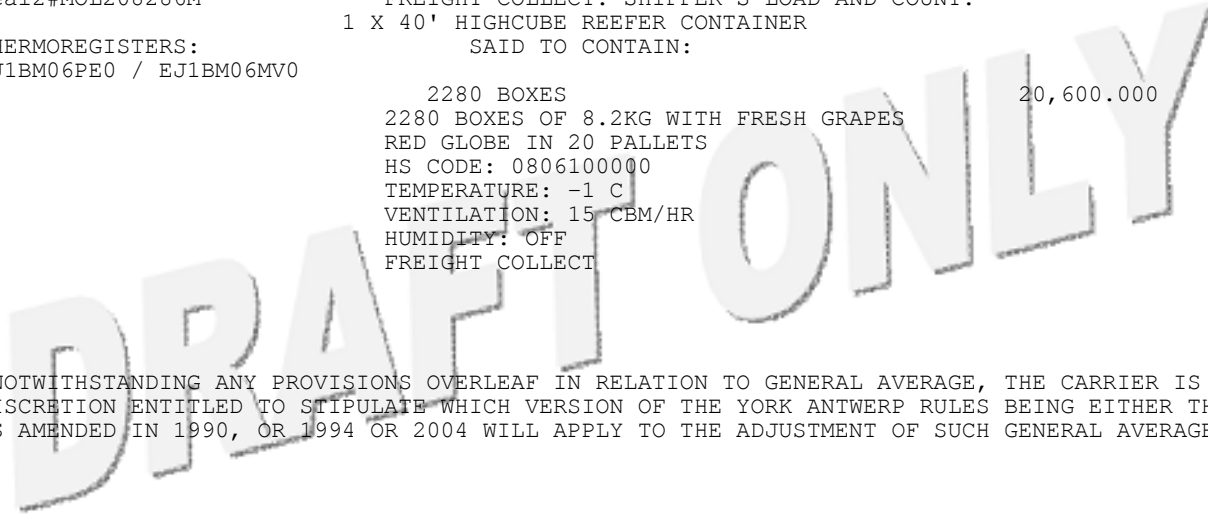 FREIGHT COLLECT. SHIPPER'S LOAD AND COUNT.
1 X 40' HIGHCUBE REEFER CONTAINER
SAID TO CONTAIN:
J1BM06PE0 / EJ1BM06MV0
2280 BOXES 20,600.000
2280 BOXES OF 8.2KG WITH FRESH GRAPES
RED GLOBE IN 20 PALLETS
HS CODE: 0806100000
TEMPERATURE: -1 C
VENTILATION: 15 CBM/HR
HUMIDITY: OFF
FREIGHT COLLECT
DRAFT ONLY
NOTWITHSTANDING ANY PROVISIONS OVERLEAF IN RELATION TO GENERAL AVERAGE, THE CARRIER IS
ENTITLED TO STIPULATE WHICH VERSION OF THE YORK ANTWERP RULES BEING EITHER
AMENDED IN 1990, OR 1994 OR 2004 WILL APPLY TO THE ADJUSTMENT OF SUCH GENERAL AVERAGE